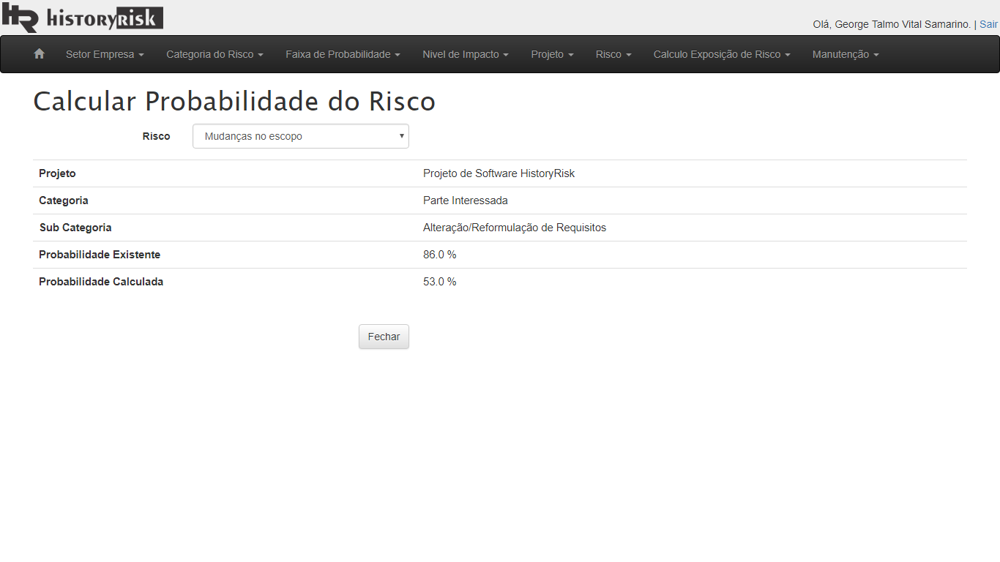 HR HISTORYRISK
Olá, George Talmo Vital Samarino. | Sair
Setor Empresa Categoria do Risco Faixa de Probabilidade Nivel de Impacto Projeto Risco Calculo Exposição de Risco Manutenção
Calcular Probabilidade do Risco
Risco Mudanças no escopo
Projeto Projeto de Software HistoryRisk
Categoria Parte Interessada
Sub Categoria Alteração/Reformulação de Requisitos
Probabilidade Existente 86.0 %
Probabilidade Calculada 53.0 %
Fechar